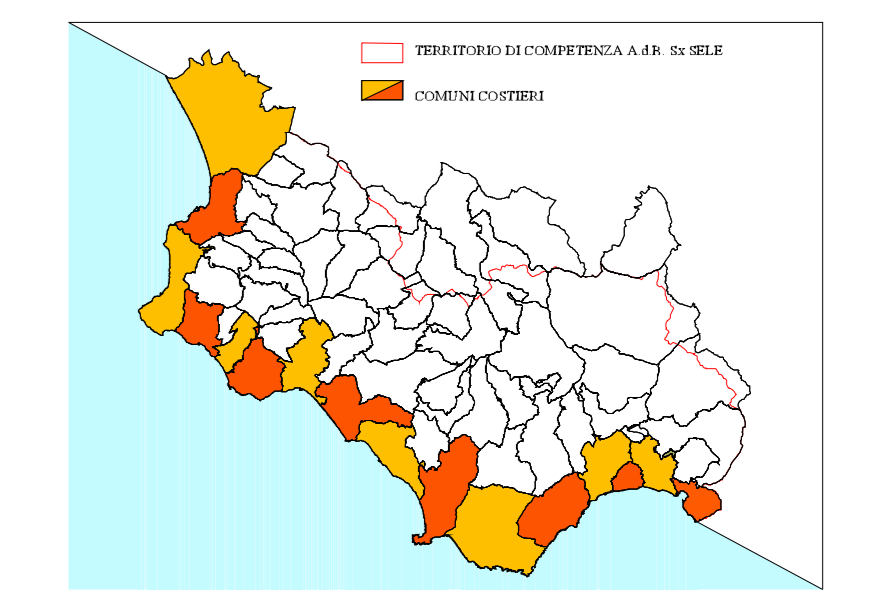 TERRITORIO DI COMPETENZA A.d.B. Sx SELE
COMUNI COSTIERI